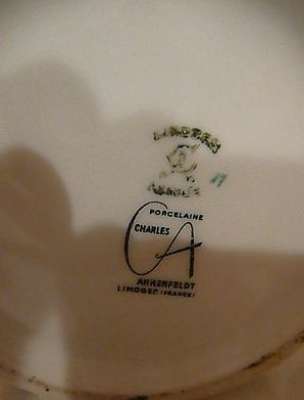 LIMOGES
FRANCE
PORCELAINE
CHARLES
CA
AHRENFELDT
LIMOGES (FRANCE)